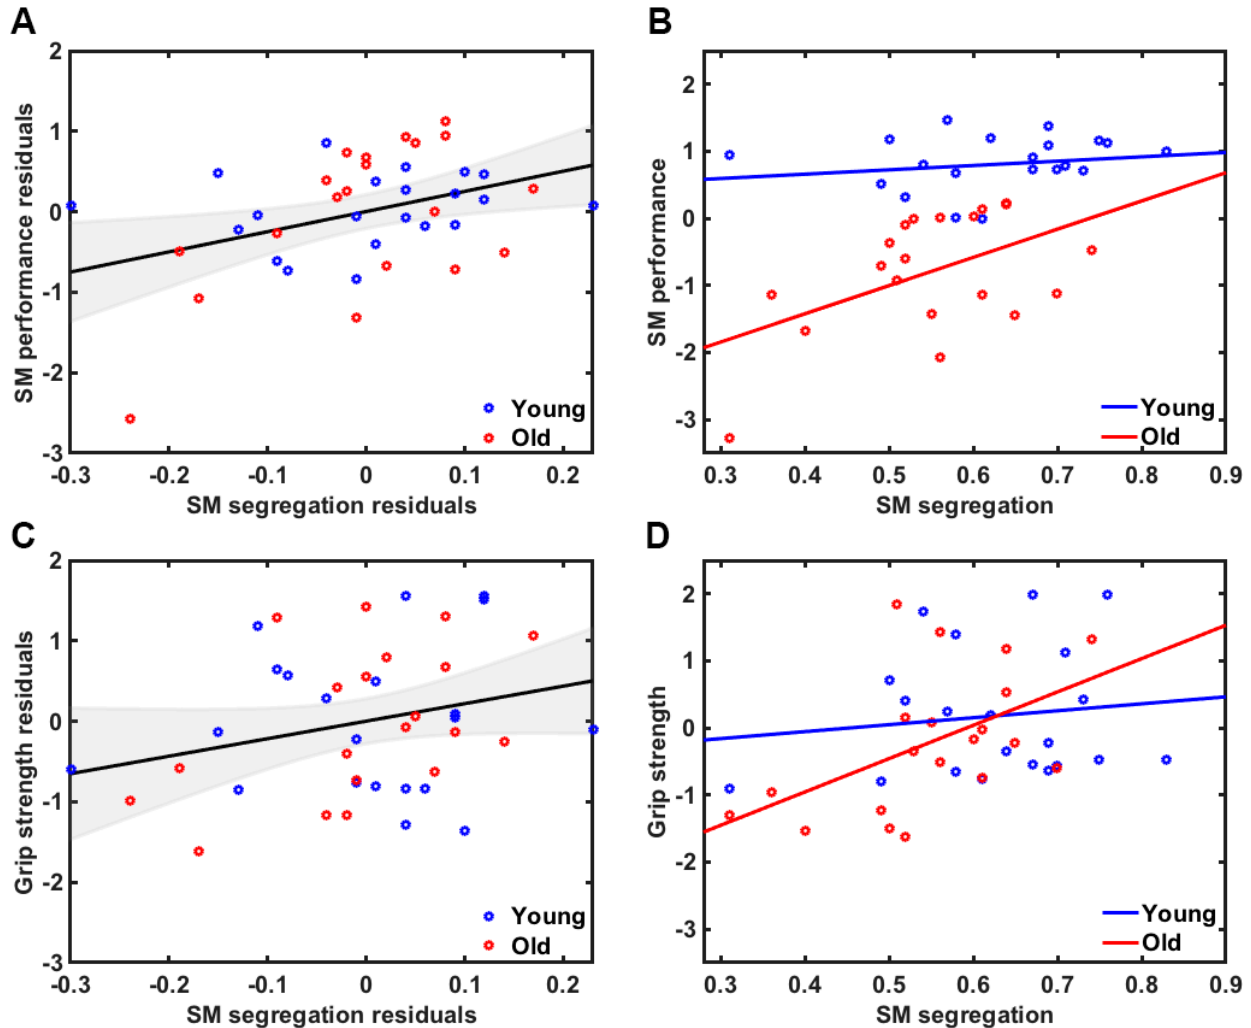 A
2
1
0
-1
-2
-3
SM performance residuals
Young
Old
-0.3
-0.2
-0.1
0
0.1
0.2
SM segregation residuals
B
2
1
0
-1
-2
-3
SM performance
Young
Old
0.3
0.4
0.5
0.6
0.7
0.8
0.9
SM segregation
C
2
1
0
-1
-2
-3
Grip strength residuals
Young
Old
-0.3
-0.2
-0.1
0
0.1
0.2
SM segregation residuals
D
2
1
0
-1
-2
-3
Grip strength
Young
Old
0.3
0.4
0.5
0.6
0.7
0.8
0.9
SM segregation